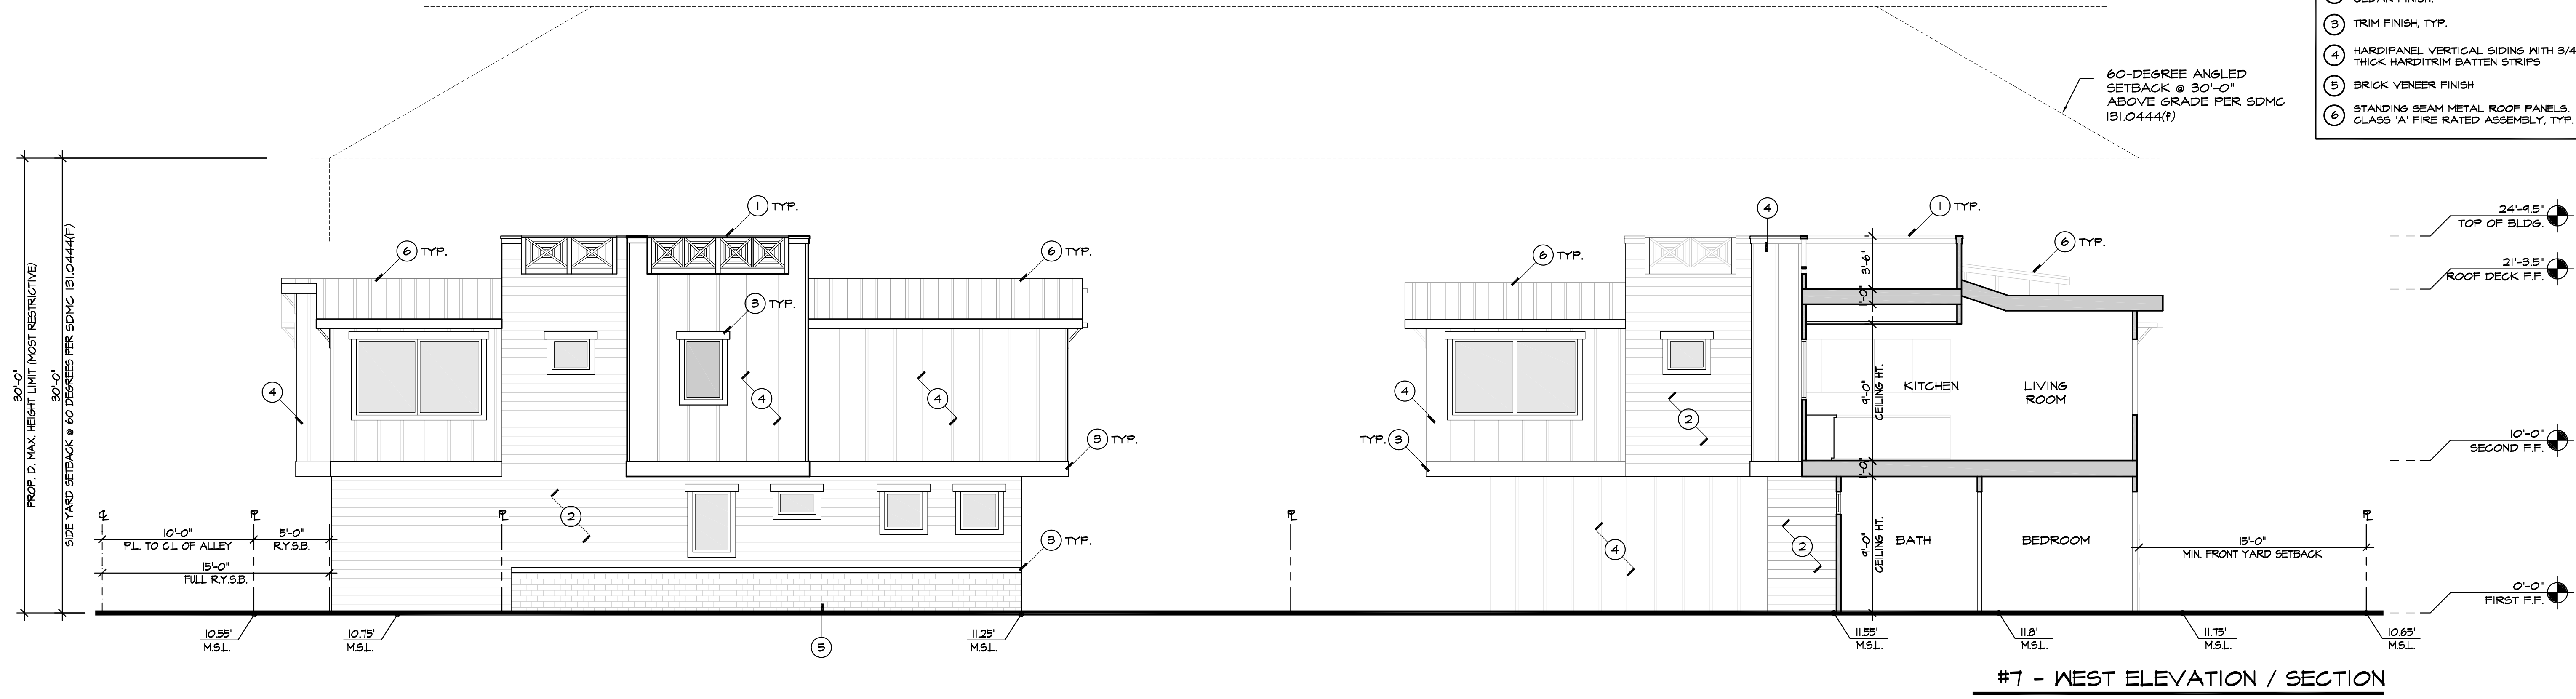 CEDAR FINISH.
3 TRIM FINISH, TYP.
4 HARDIPANEL VERTICAL SIDING WITH 3/4
THICK HARDITRIM BATTEN STRIPS
5 BRICK VENEER FINISH
6 STANDING SEAM METAL ROOF PANELS.
CLASS 'A' FIRE RATED ASSEMBLY, TYP.
60-DEGREE ANGLED
SETBACK @ 30'-0"
ABOVE GRADE PER SDMC
131.0444(F)
30'-0"
PROP. D. MAX. HEIGHT LIMIT (MOST RESTRICTIVE)
30'-0"
SIDE YARD SETBACK @ 60 DEGREES PER SDMC 131.0444(F)
1 TYP.
6 TYP.
6 TYP.
3 TYP.
4
4
4
3 TYP.
2
3 TYP.
5
℄
10'-0"
P.L. TO C.L OF ALLEY
P̲L
5'-0"
R.Y.S.B.
15'-0"
FULL R.Y.S.B.
PL
PL
10.55'
M.S.L.
10.75'
M.S.L.
11.25'
M.S.L.
4
1 TYP.
6 TYP.
6 TYP.
4
TYP. 3
2
4
2
3'-6"
1'-0"
9'-0"
CEILING HT.
1'-0"
9'-0"
CEILING HT.
KITCHEN
LIVING
ROOM
BATH
BEDROOM
PL
15'-0"
MIN. FRONT YARD SETBACK
24'-9.5"
TOP OF BLDG.
21'-3.5"
ROOF DECK F.F.
10'-0"
SECOND F.F.
0'-0"
FIRST F.F.
11.55'
M.S.L.
11.8'
M.S.L.
11.75'
M.S.L.
10.65'
M.S.L.
#7 - WEST ELEVATION / SECTION